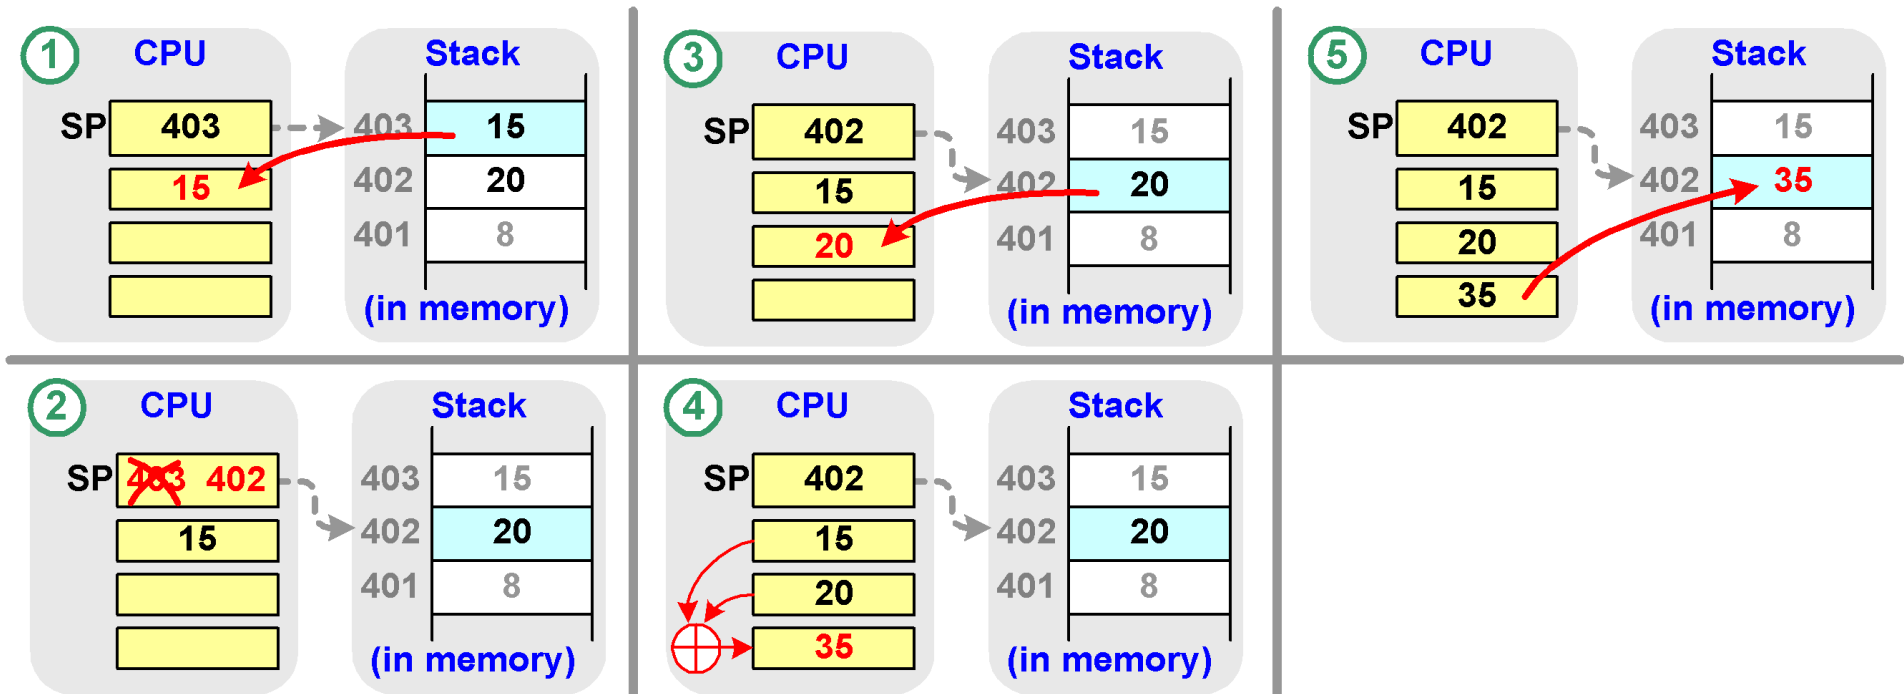 1 CPU Stack
SP 403 403 15
15 402 20
401 8
(in memory)
2 CPU Stack
SP 403 402 403 15
15 402 20
401 8
(in memory)
3 CPU Stack
SP 402 403 15
15 402 20
20 401 8
(in memory)
4 CPU Stack
SP 402 403 15
15 402 20
20 401 8
35
(in memory)
5 CPU Stack
SP 402 403 15
15 402 35
20 401 8
35 (in memory)